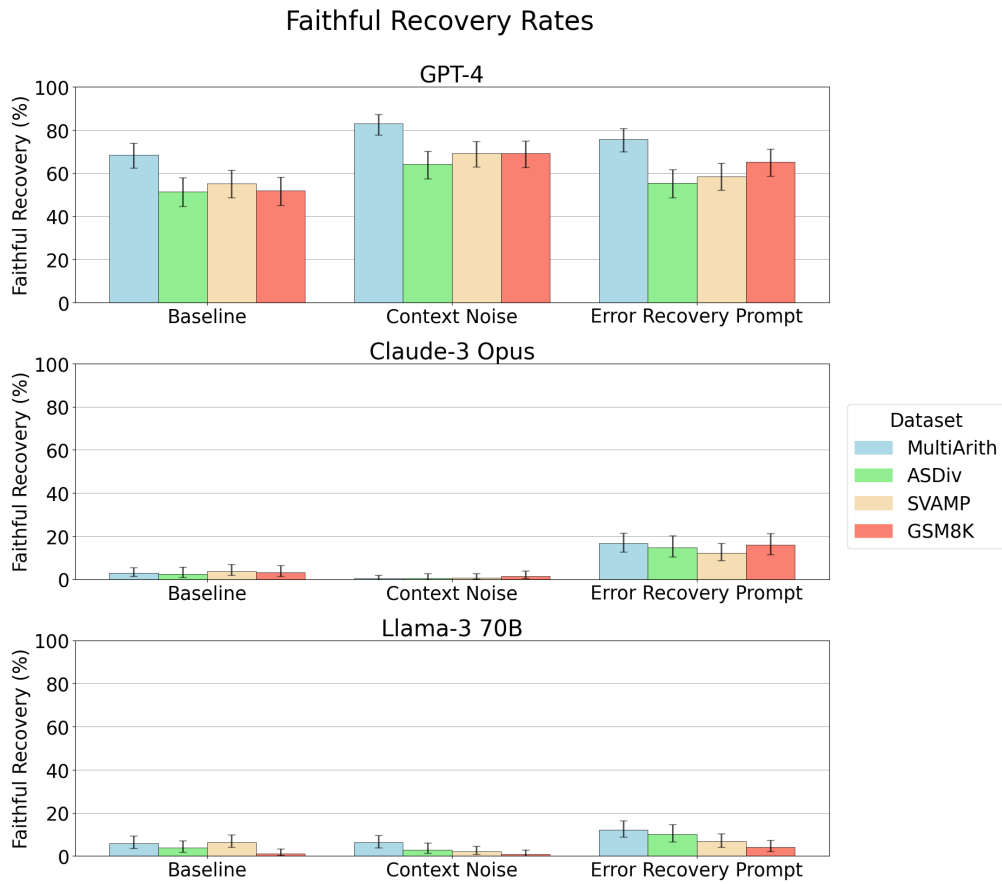 Faithful Recovery Rates
GPT-4
Faithful Recovery (%)
100
80
60
40
20
0
Baseline
Context Noise
Error Recovery Prompt
Claude-3 Opus
Faithful Recovery (%)
100
80
60
40
20
0
Baseline
Context Noise
Error Recovery Prompt
Dataset
MultiArith
ASDiv
SVAMP
GSM8K
Llama-3 70B
Faithful Recovery (%)
100
80
60
40
20
0
Baseline
Context Noise
Error Recovery Prompt